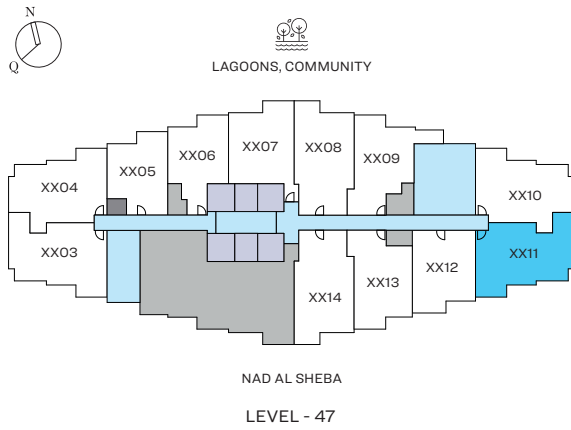 N
Q
LAGOONS, COMMUNITY
XX07
XX08
XX06
XX09
XX05
XX04
XX10
XX03
XX11
XX12
XX13
XX14
NAD AL SHEBA
LEVEL - 47